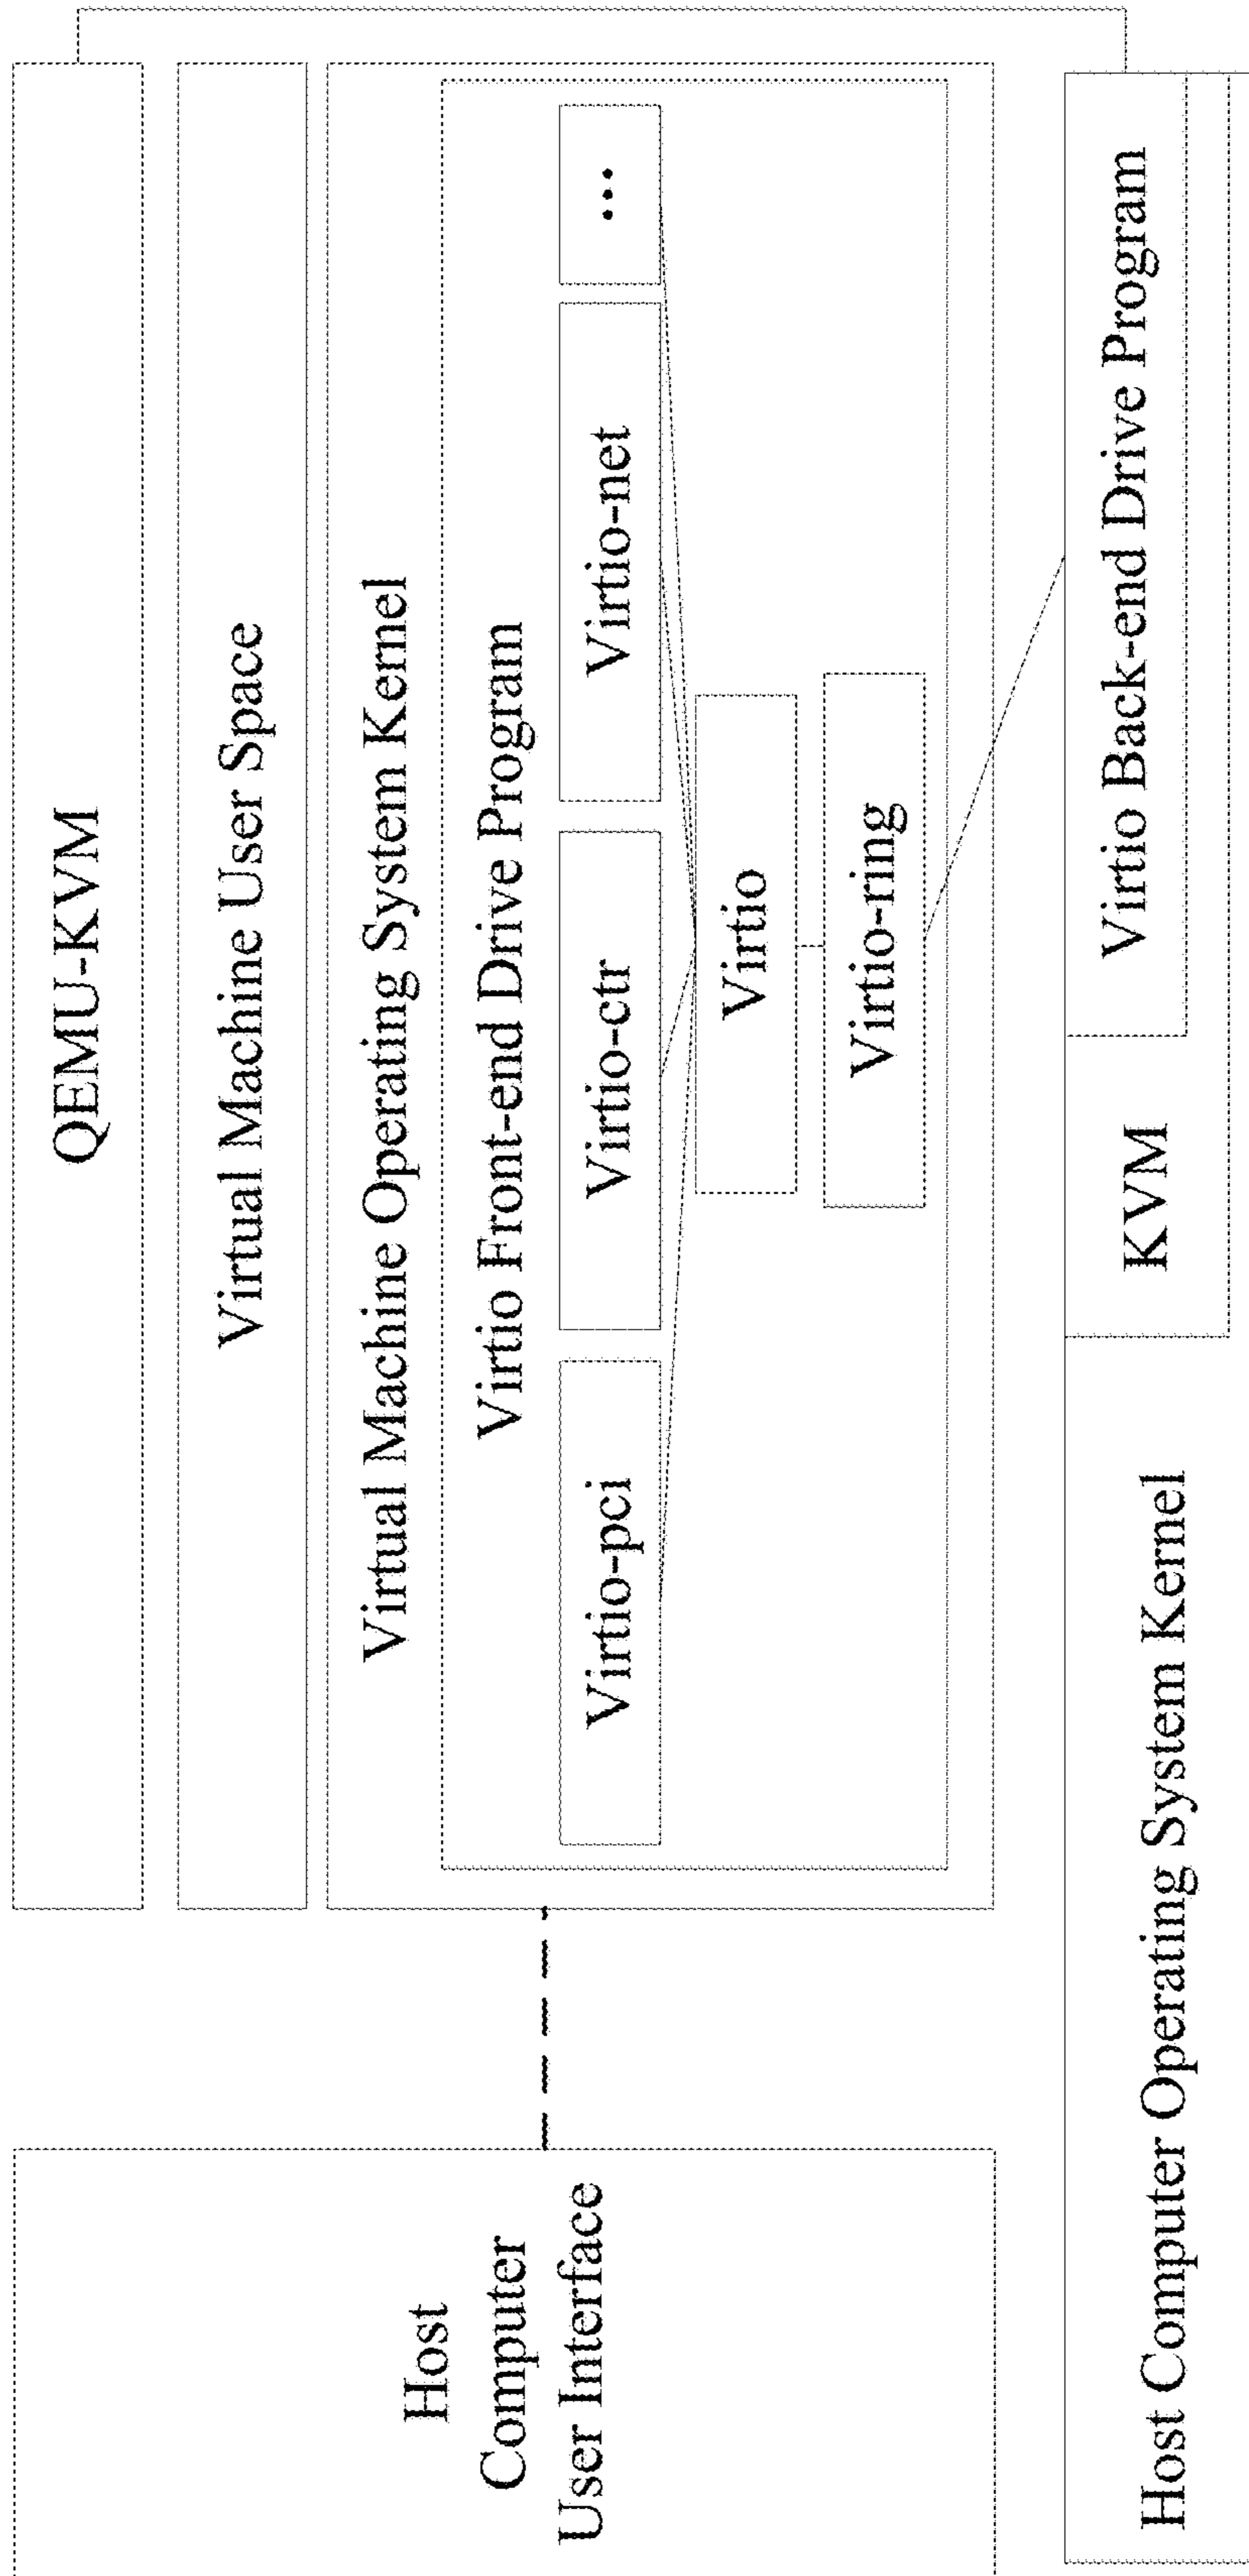 QEMU-KVM
Virtual Machine User Space
Virtual Machine Operating System Kernel
Virtio Front-end Drive Program
Virtio-pci
Virtio-ctr
Virtio-net
...
Virtio
Virtio-ring
Host
Computer
User Interface
Host Computer Operating System Kernel
KVM
Virtio Back-end Drive Program